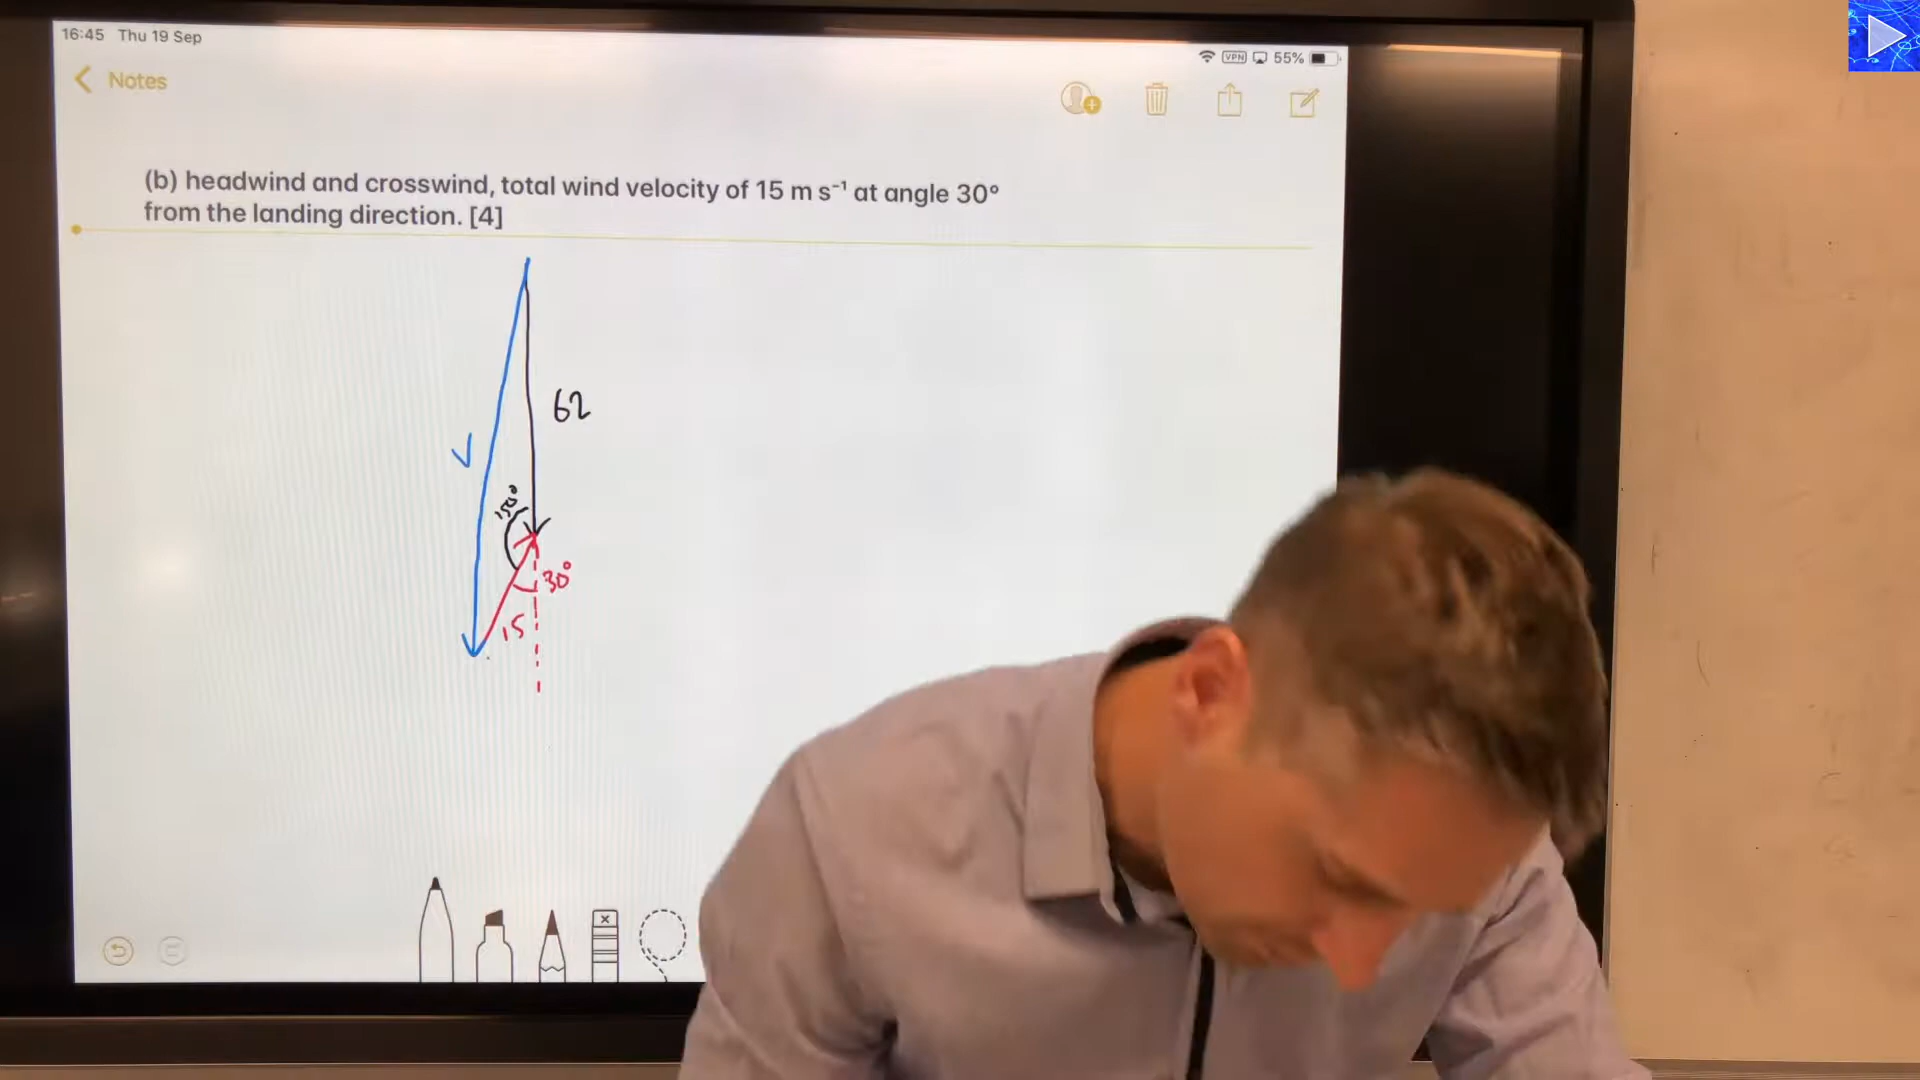 16:45 Thu 19 Sep
VPN 55%
Notes
(b) headwind and crosswind, total wind velocity of 15 m s⁻¹ at angle 30°
from the landing direction. [4]
62
V
150°
30°
15